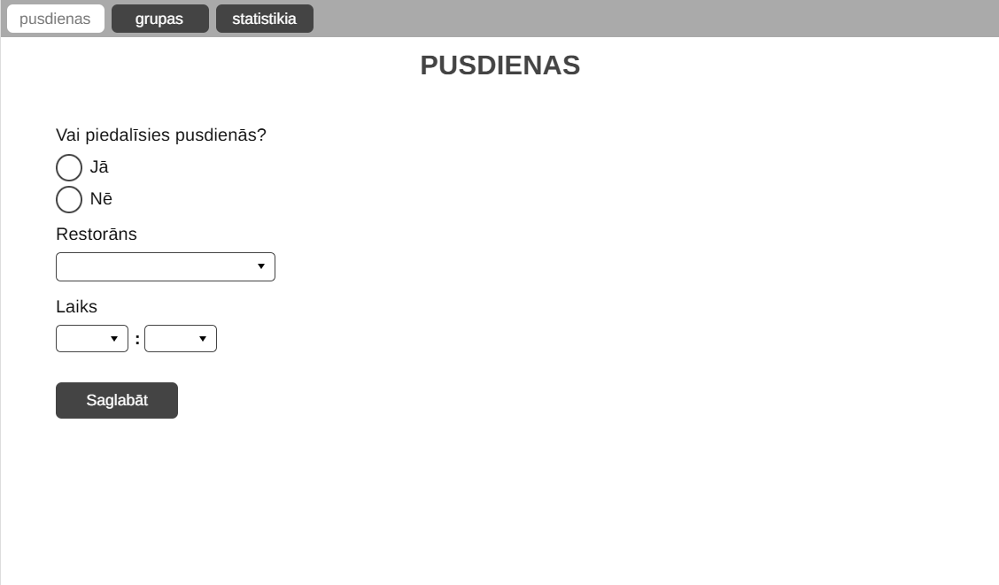 pusdienas grupas statistikia
PUSDIENAS
Vai piedalīsies pusdienās?
Jā
Nē
Restorāns
Laiks
:
Saglabāt